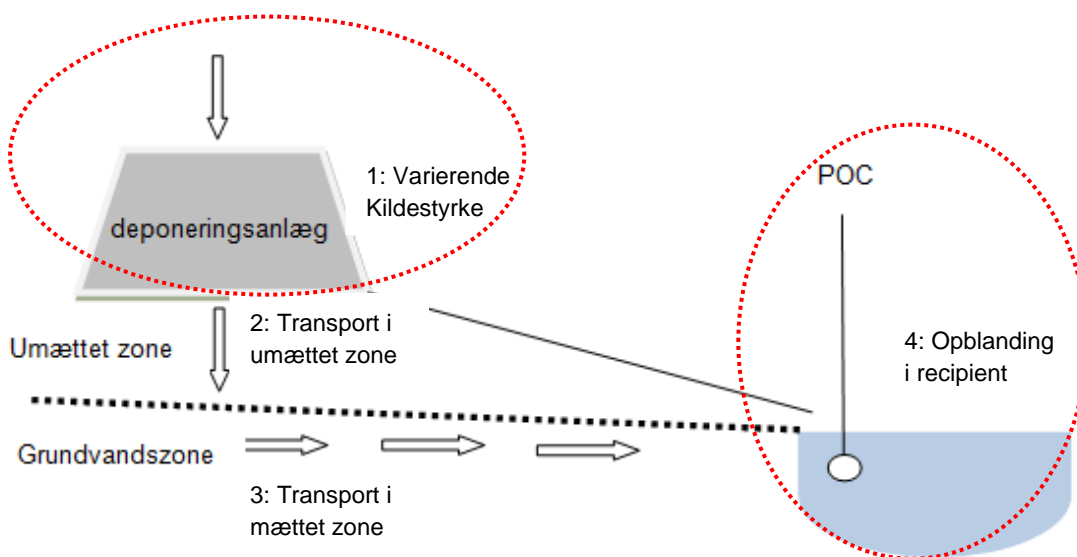 1: Varierende
Kildestyrke
POC
deponeringsanlæg
2: Transport i
umættet zone
Umættet zone
4: Opblanding
i recipient
Grundvandszone
3: Transport i
mættet zone